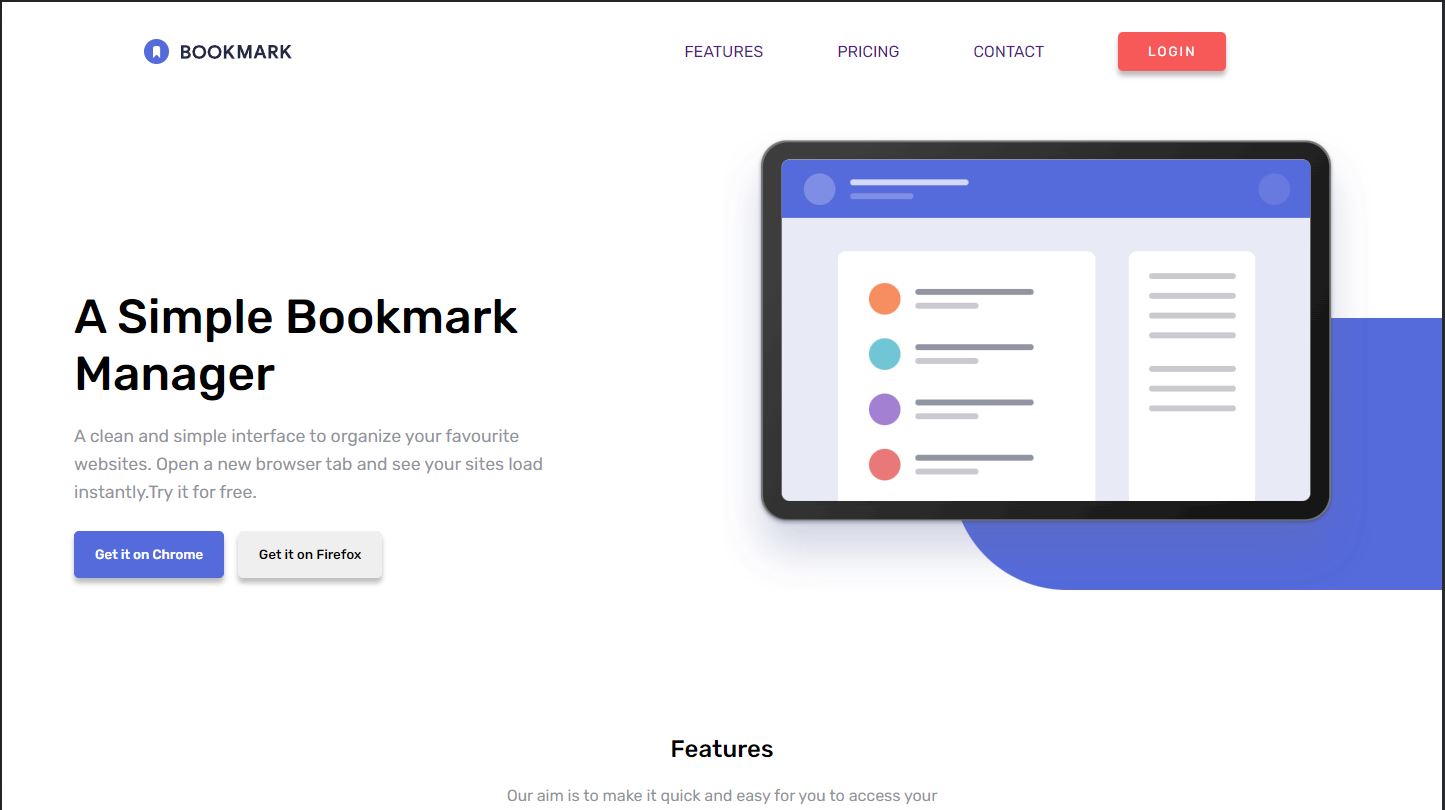 BOOKMARK
FEATURES
PRICING
CONTACT
LOGIN
A Simple Bookmark
Manager
A clean and simple interface to organize your favourite
websites. Open a new browser tab and see your sites load
instantly.Try it for free.
Get it on Chrome
Get it on Firefox
Features
Our aim is to make it quick and easy for you to access your